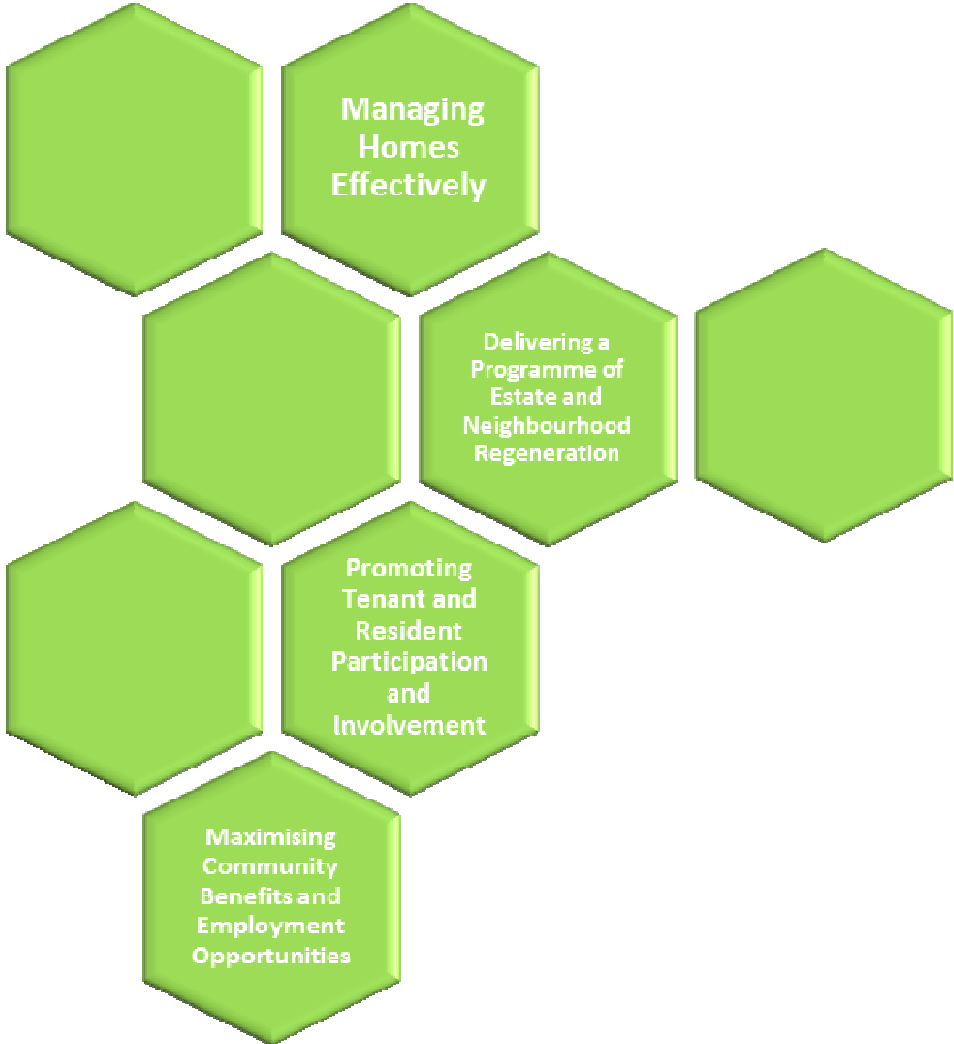 Managing
Homes
Effectively
Delivering a
Programme of
Estate and
Neighbourhood
Regeneration
Promoting
Tenant and
Resident
Participation
and
Involvement
Maximising
Community
Benefits and
Employment
Opportunities